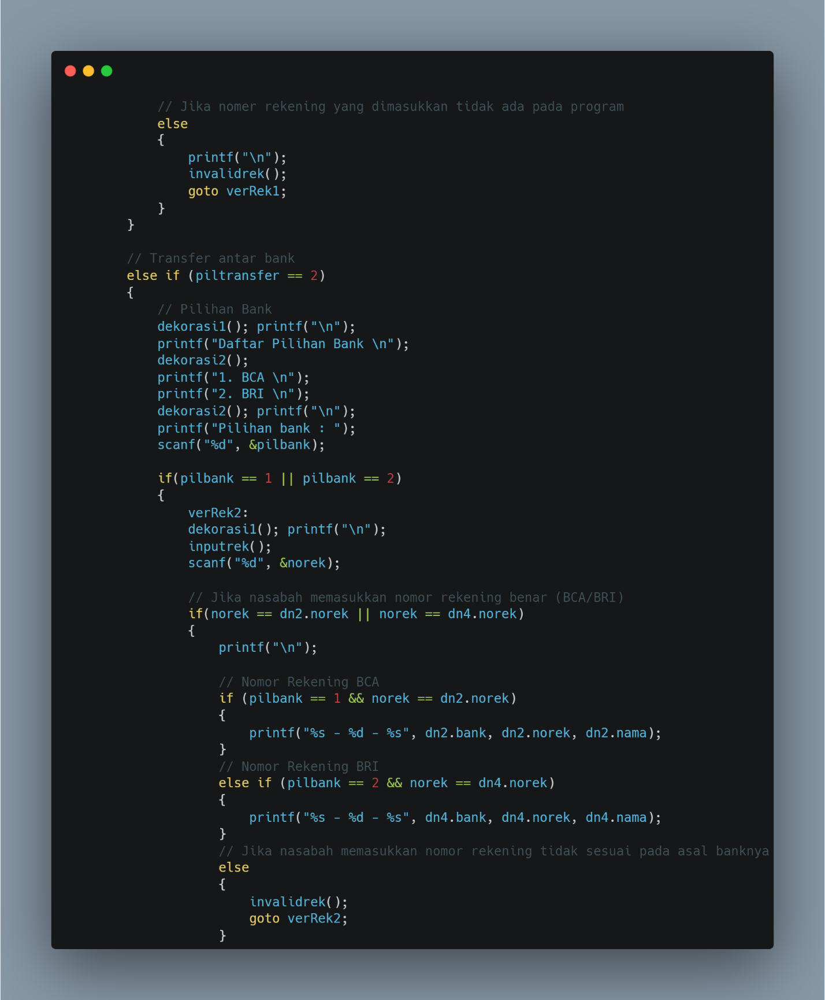 // Jika nomer rekening yang dimasukkan tidak ada pada program
else
{
printf("\n");
invalidrek();
goto verRek1;
}
}
// Transfer antar bank
else if (piltransfer == 2)
{
// Pilihan Bank
dekorasi1(); printf("\n");
printf("Daftar Pilihan Bank \n");
dekorasi2();
printf("1. BCA \n");
printf("2. BRI \n");
dekorasi2(); printf("\n");
printf("Pilihan bank : ");
scanf("%d", &pilbank);
if(pilbank == 1 || pilbank == 2)
{
verRek2:
dekorasi1(); printf("\n");
inputrek();
scanf("%d", &norek);
// Jika nasabah memasukkan nomor rekening benar (BCA/BRI)
if(norek == dn2.norek || norek == dn4.norek)
{
printf("\n");
// Nomor Rekening BCA
if (pilbank == 1 && norek == dn2.norek)
{
printf("%s - %d - %s", dn2.bank, dn2.norek, dn2.nama);
}
// Nomor Rekening BRI
else if (pilbank == 2 && norek == dn4.norek)
{
printf("%s - %d - %s", dn4.bank, dn4.norek, dn4.nama);
}
// Jika nasabah memasukkan nomor rekening tidak sesuai pada asal banknya
else
{
invalidrek();
goto verRek2;
}